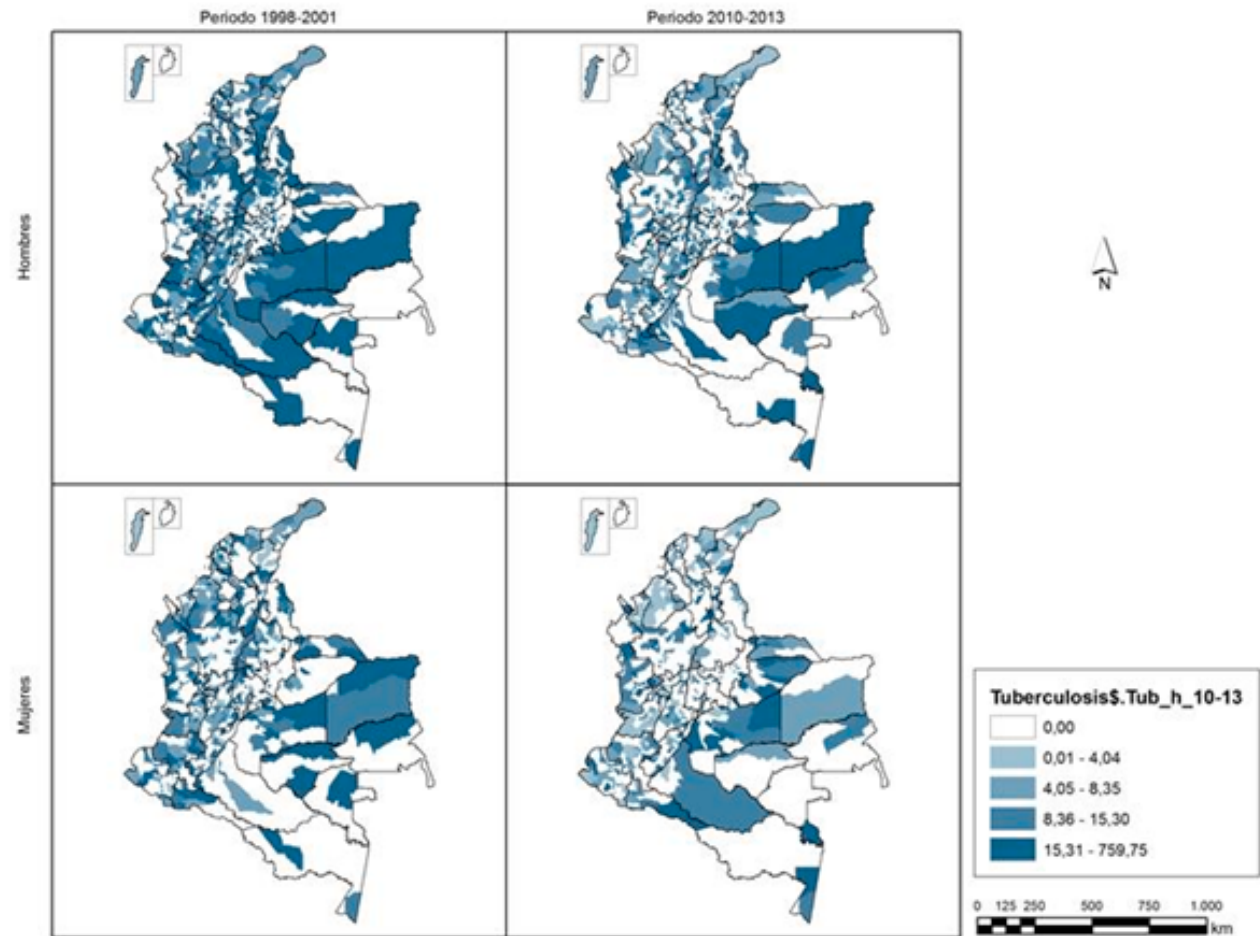 Periodo 1998-2001
Periodo 2010-2013
Hombres
N
Mujeres
Tuberculosis$.Tub_h_10-13
0,00
0,01 - 4,04
4,05 - 8,35
8,36 - 15,30
15,31 - 759,75
0 125 250 500 750 1.000
km